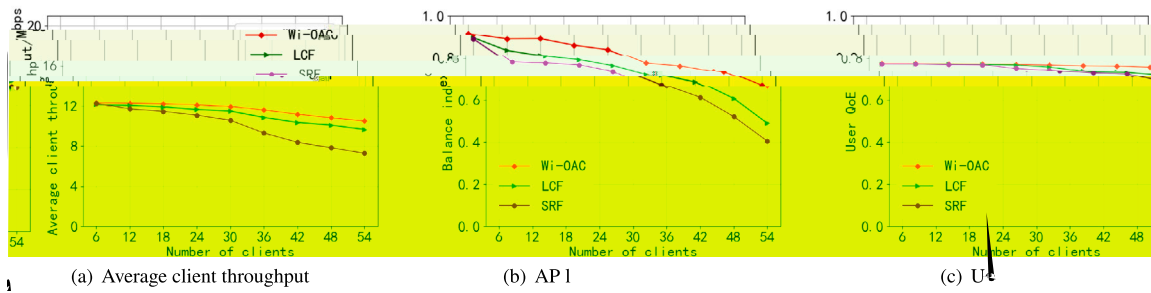 20
Mbps
Wi-OAC
LCF
SRF
16
12
8
4
0
Average client throu
6 12 18 24 30 36 42 48 54
Number of clients
(a) Average client throughput
1.0
0.6
0.4
0.2
0.0
Balance inde
Wi-OAC
LCF
SRF
6 12 18 24 30 36 42 48 54
Number of clients
(b) AP l
1.0
0.6
0.4
0.2
0.0
User QoE
Wi-OAC
LCF
SRF
6 12 18 24 30 36 42 48
Number of clients
(c) U
54